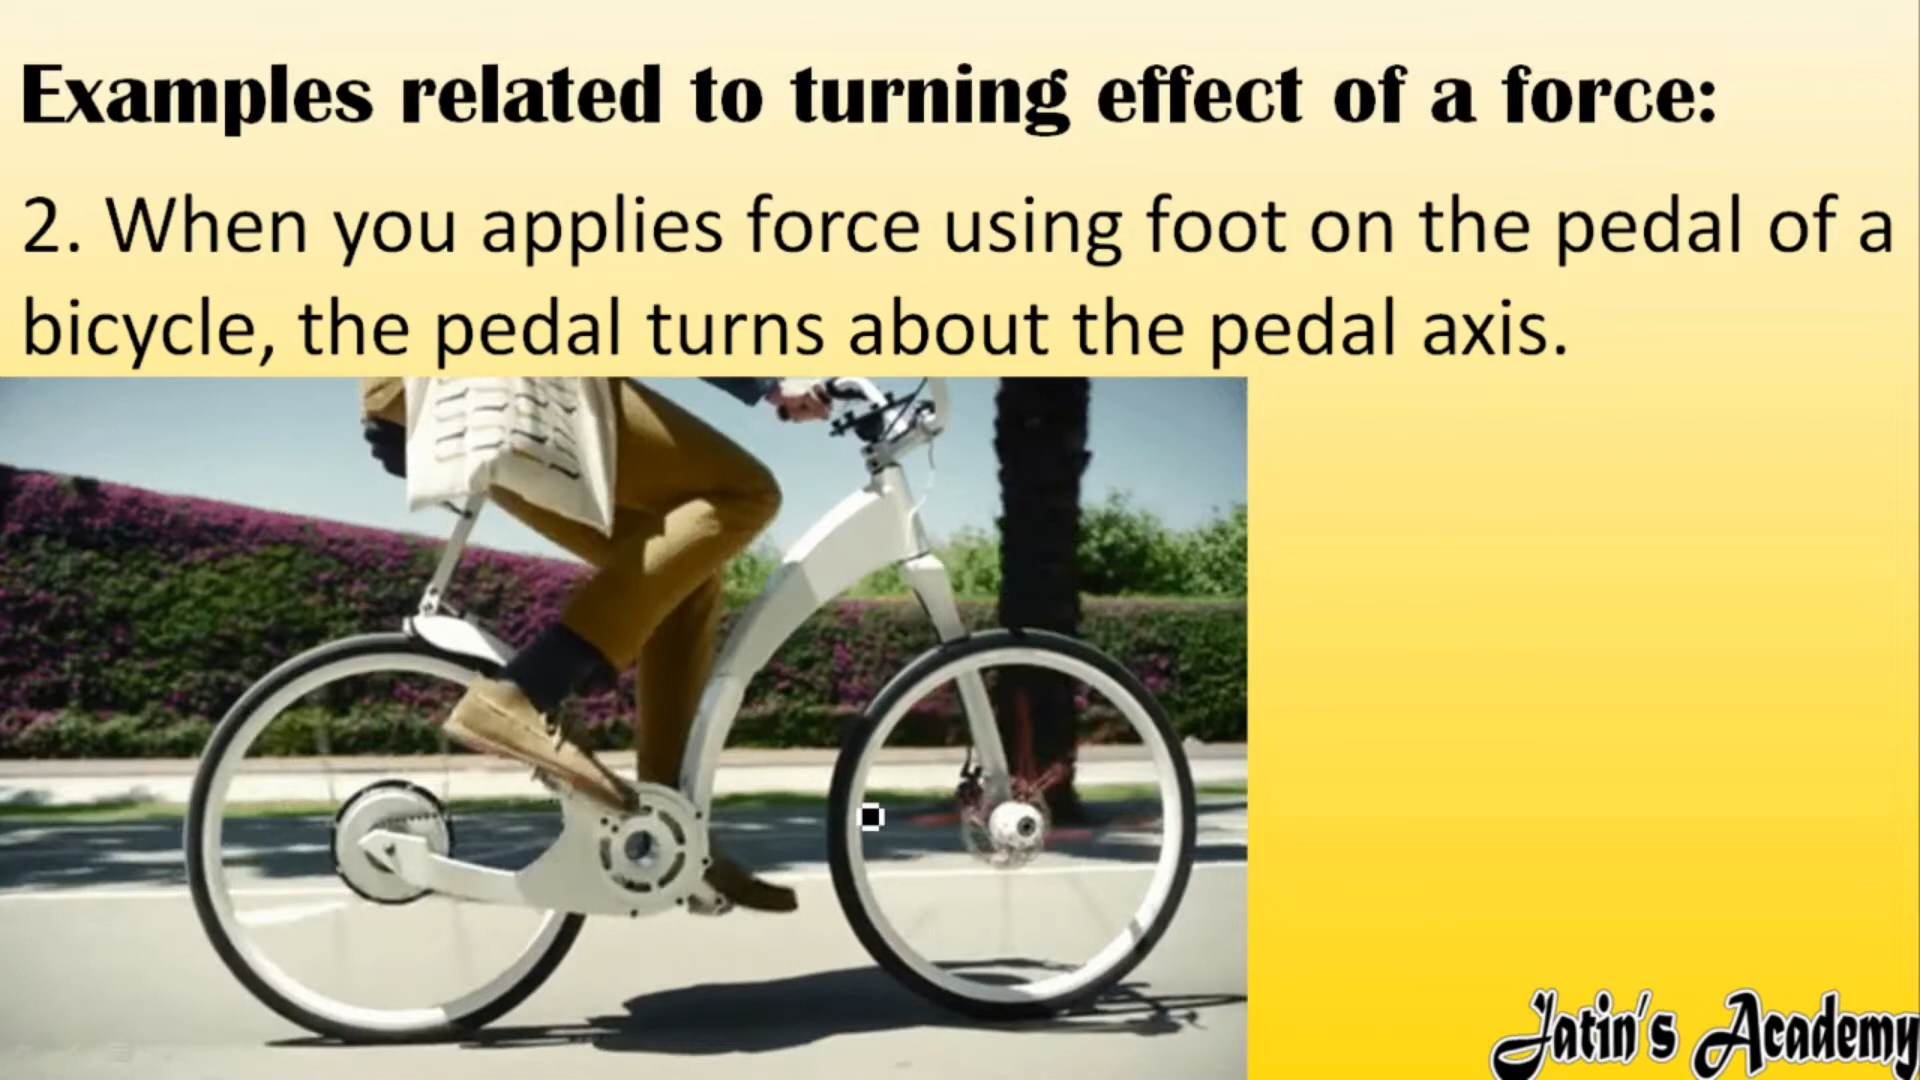 Examples related to turning effect of a force:
2. When you applies force using foot on the pedal of a
bicycle, the pedal turns about the pedal axis.
Jatin's Academy